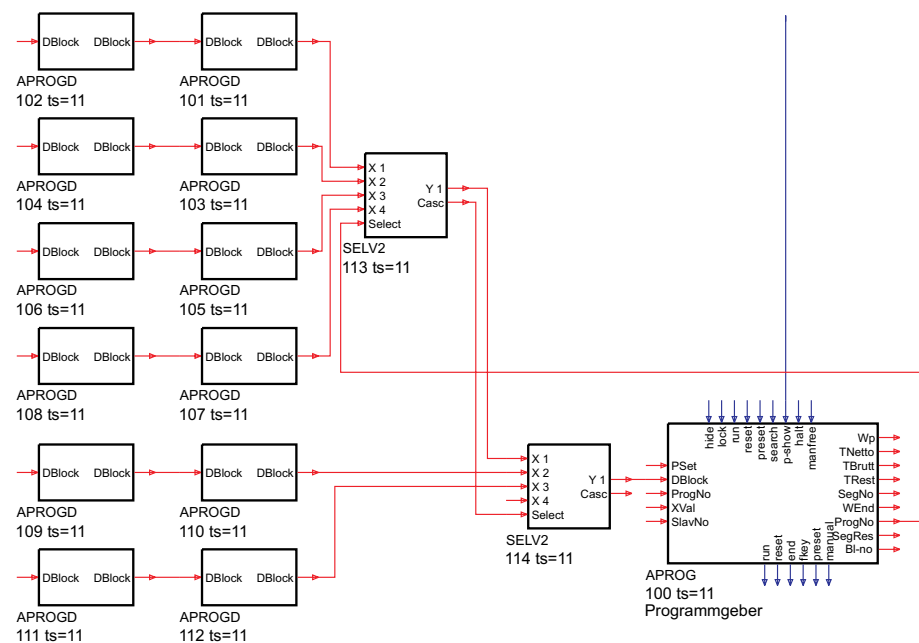 DBlock DBlock
APROGD
102 ts=11
DBlock DBlock
APROGD
101 ts=11
DBlock DBlock
APROGD
104 ts=11
DBlock DBlock
APROGD
103 ts=11
X 1
X 2
X 3
X 4
Select
Y 1
Casc
SELV2
113 ts=11
DBlock DBlock
APROGD
106 ts=11
DBlock DBlock
APROGD
105 ts=11
DBlock DBlock
APROGD
108 ts=11
DBlock DBlock
APROGD
107 ts=11
DBlock DBlock
APROGD
109 ts=11
DBlock DBlock
APROGD
110 ts=11
X 1
X 2
X 3
X 4
Select
Y 1
Casc
SELV2
114 ts=11
DBlock DBlock
APROGD
111 ts=11
DBlock DBlock
APROGD
112 ts=11
hide
lock
run
reset
preset
search
p-show
halt
manfree
PSet
DBlock
ProgNo
XVal
SlavNo
Wp
TNetto
TBrutt
TRest
SegNo
WEnd
ProgNo
SegRes
Bl-no
run
reset
end
fkey
preset
manual
APROG
100 ts=11
Programmgeber